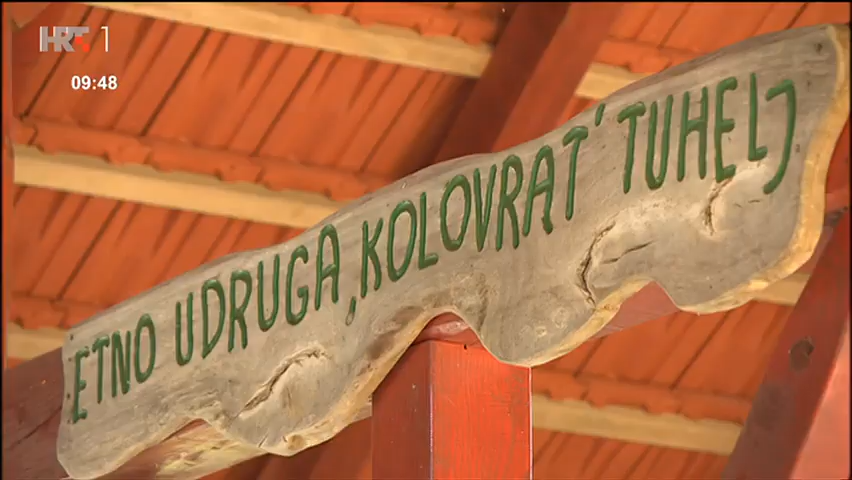 HRT 1
09:48
ETNO UDRUGA ‚KOLOVRAT' TUHELJ